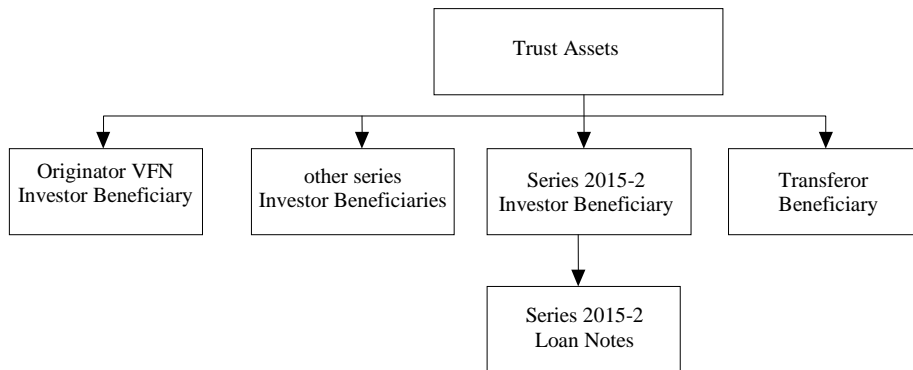 Trust Assets
Originator VFN
Investor Beneficiary
other series
Investor Beneficiaries
Series 2015-2
Investor Beneficiary
Transferor
Beneficiary
Series 2015-2
Loan Notes